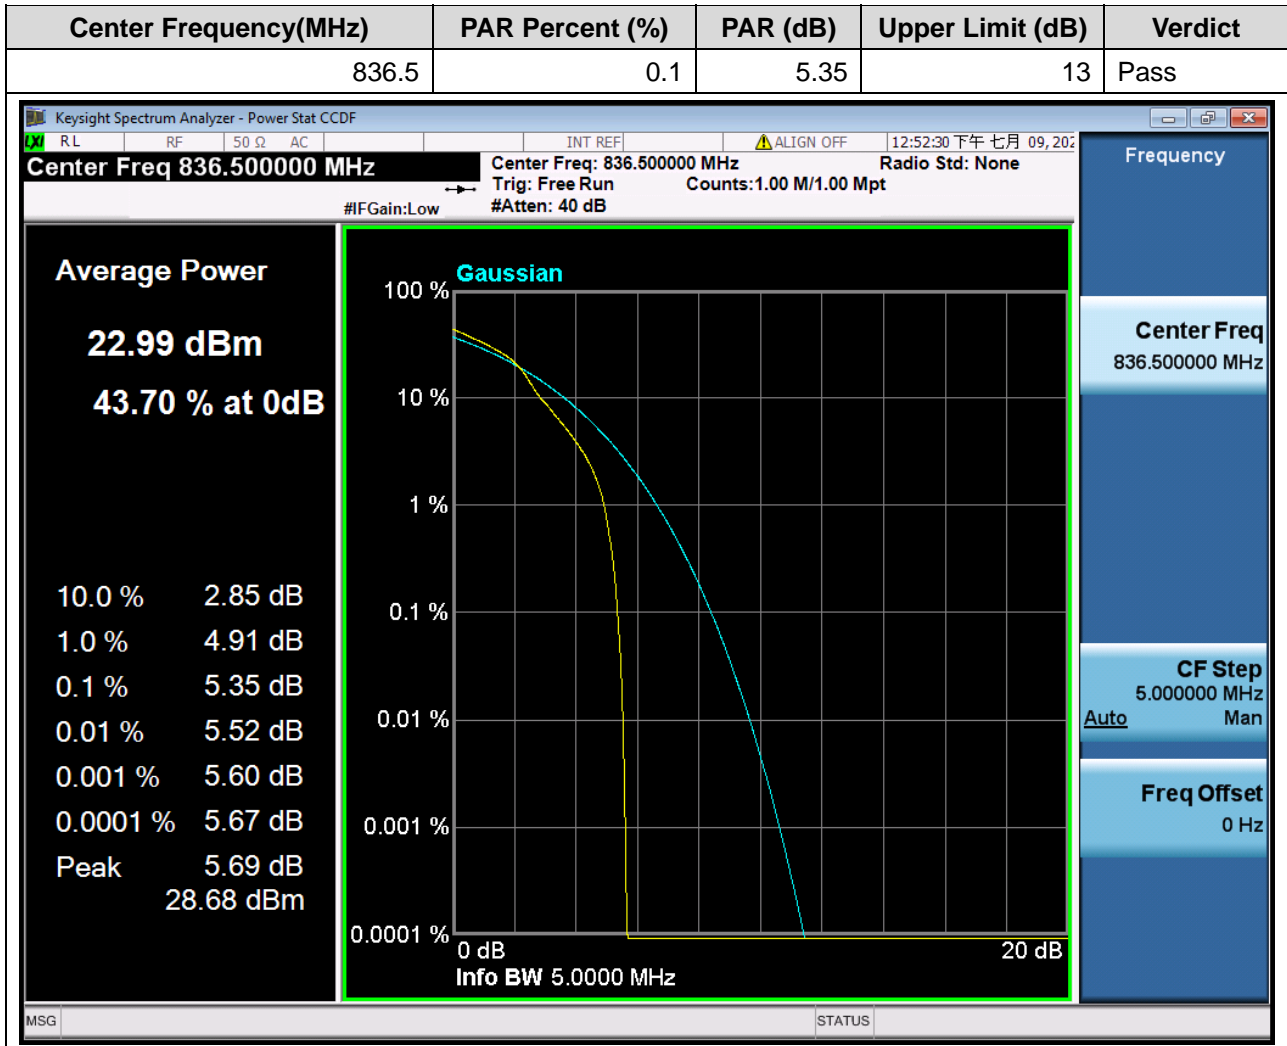 Center Frequency(MHz) PAR Percent (%) PAR (dB) Upper Limit (dB) Verdict
836.5 0.1 5.35 13 Pass
Keysight Spectrum Analyzer - Power Stat CCDF
LXI RL RF 50 Ω AC INT REF ALIGN OFF 12:52:30 下午 七月 09, 202
Center Freq 836.500000 MHz
#IFGain:Low
Center Freq: 836.500000 MHz
Trig: Free Run Counts:1.00 M/1.00 Mpt
#Atten: 40 dB
Radio Std: None
Average Power
22.99 dBm
43.70 % at 0dB
10.0 % 2.85 dB
1.0 % 4.91 dB
0.1 % 5.35 dB
0.01 % 5.52 dB
0.001 % 5.60 dB
0.0001 % 5.67 dB
Peak 5.69 dB
28.68 dBm
Gaussian
100 %
10 %
1 %
0.1 %
0.01 %
0.001 %
0.0001 %
0 dB 20 dB
Info BW 5.0000 MHz
Frequency
Center Freq
836.500000 MHz
CF Step
5.000000 MHz
Auto Man
Freq Offset
0 Hz
MSG STATUS